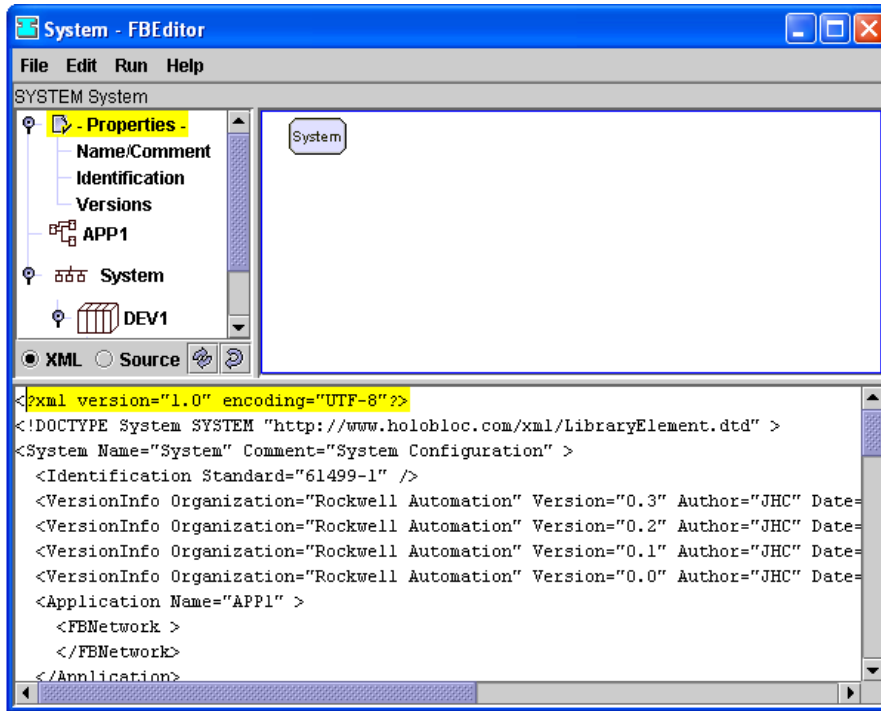 System - FBEditor
File Edit Run Help
SYSTEM System
- Properties -
Name/Comment
Identification
Versions
APP1
System
DEV1
XML Source
System
<?xml version="1.0" encoding="UTF-8"?>
<!DOCTYPE System SYSTEM "http://www.holobloc.com/xml/LibraryElement.dtd" >
<System Name="System" Comment="System Configuration" >
<Identification Standard="61499-1" />
<VersionInfo Organization="Rockwell Automation" Version="0.3" Author="JHC" Date=
<VersionInfo Organization="Rockwell Automation" Version="0.2" Author="JHC" Date=
<VersionInfo Organization="Rockwell Automation" Version="0.1" Author="JHC" Date=
<VersionInfo Organization="Rockwell Automation" Version="0.0" Author="JHC" Date=
<Application Name="APP1" >
<FBNetwork >
</FBNetwork>
</Application>